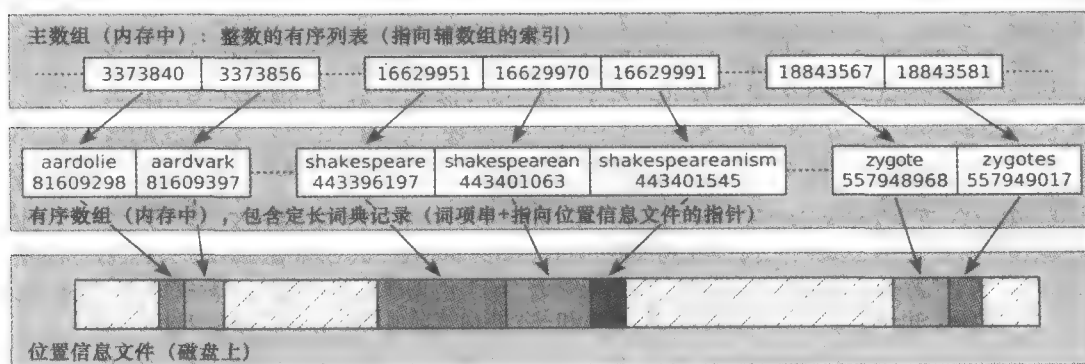 主数组（内存中）：整数的有序列表（指向辅数组的索引）
3373840 3373856 16629951 16629970 16629991 18843567 18843581
aardolie aardvark shakespeare shakespearean shakespeareanism zygote zygotes
81609298 81609397 443396197 443401063 443401545 557948968 557949017
有序数组（内存中），包含定长词典记录（词项串+指向位置信息文件的指针）
位置信息文件（磁盘上）